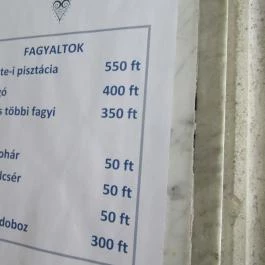 FAGYALTOK
te-i pisztácia 550 ft
gó 400 ft
s többi fagyi 350 ft
ohár 50 ft
lcsér 50 ft
50 ft
doboz 300 ft